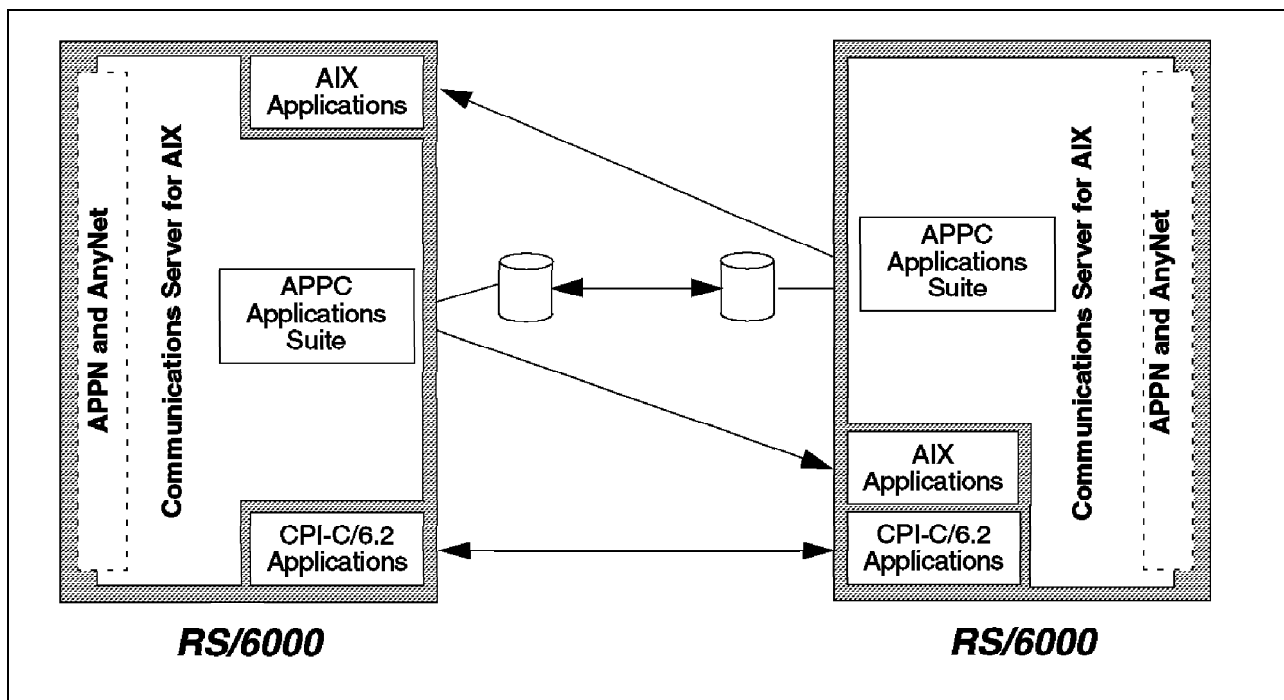 AIX
Applications
APPN and AnyNet
Communications Server for AIX
APPC
Applications
Suite
CPI-C/6.2
Applications
RS/6000
APPC
Applications
Suite
Communications Server for AIX
APPN and AnyNet
AIX
Applications
CPI-C/6.2
Applications
RS/6000